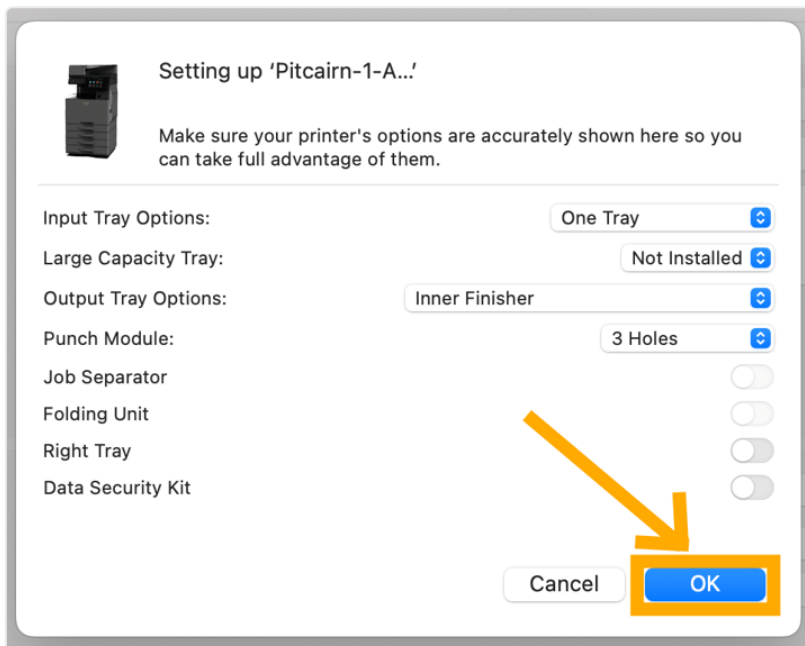 Setting up ‘Pitcairn-1-A...’
Make sure your printer's options are accurately shown here so you
can take full advantage of them.
Input Tray Options: One Tray
Large Capacity Tray: Not Installed
Output Tray Options: Inner Finisher
Punch Module: 3 Holes
Job Separator
Folding Unit
Right Tray
Data Security Kit
Cancel OK